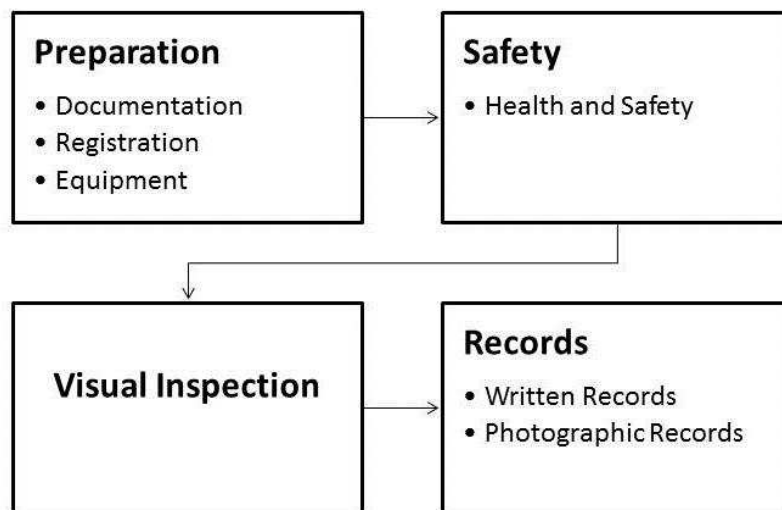 Preparation
• Documentation
• Registration
• Equipment
Safety
• Health and Safety
Visual Inspection
Records
• Written Records
• Photographic Records